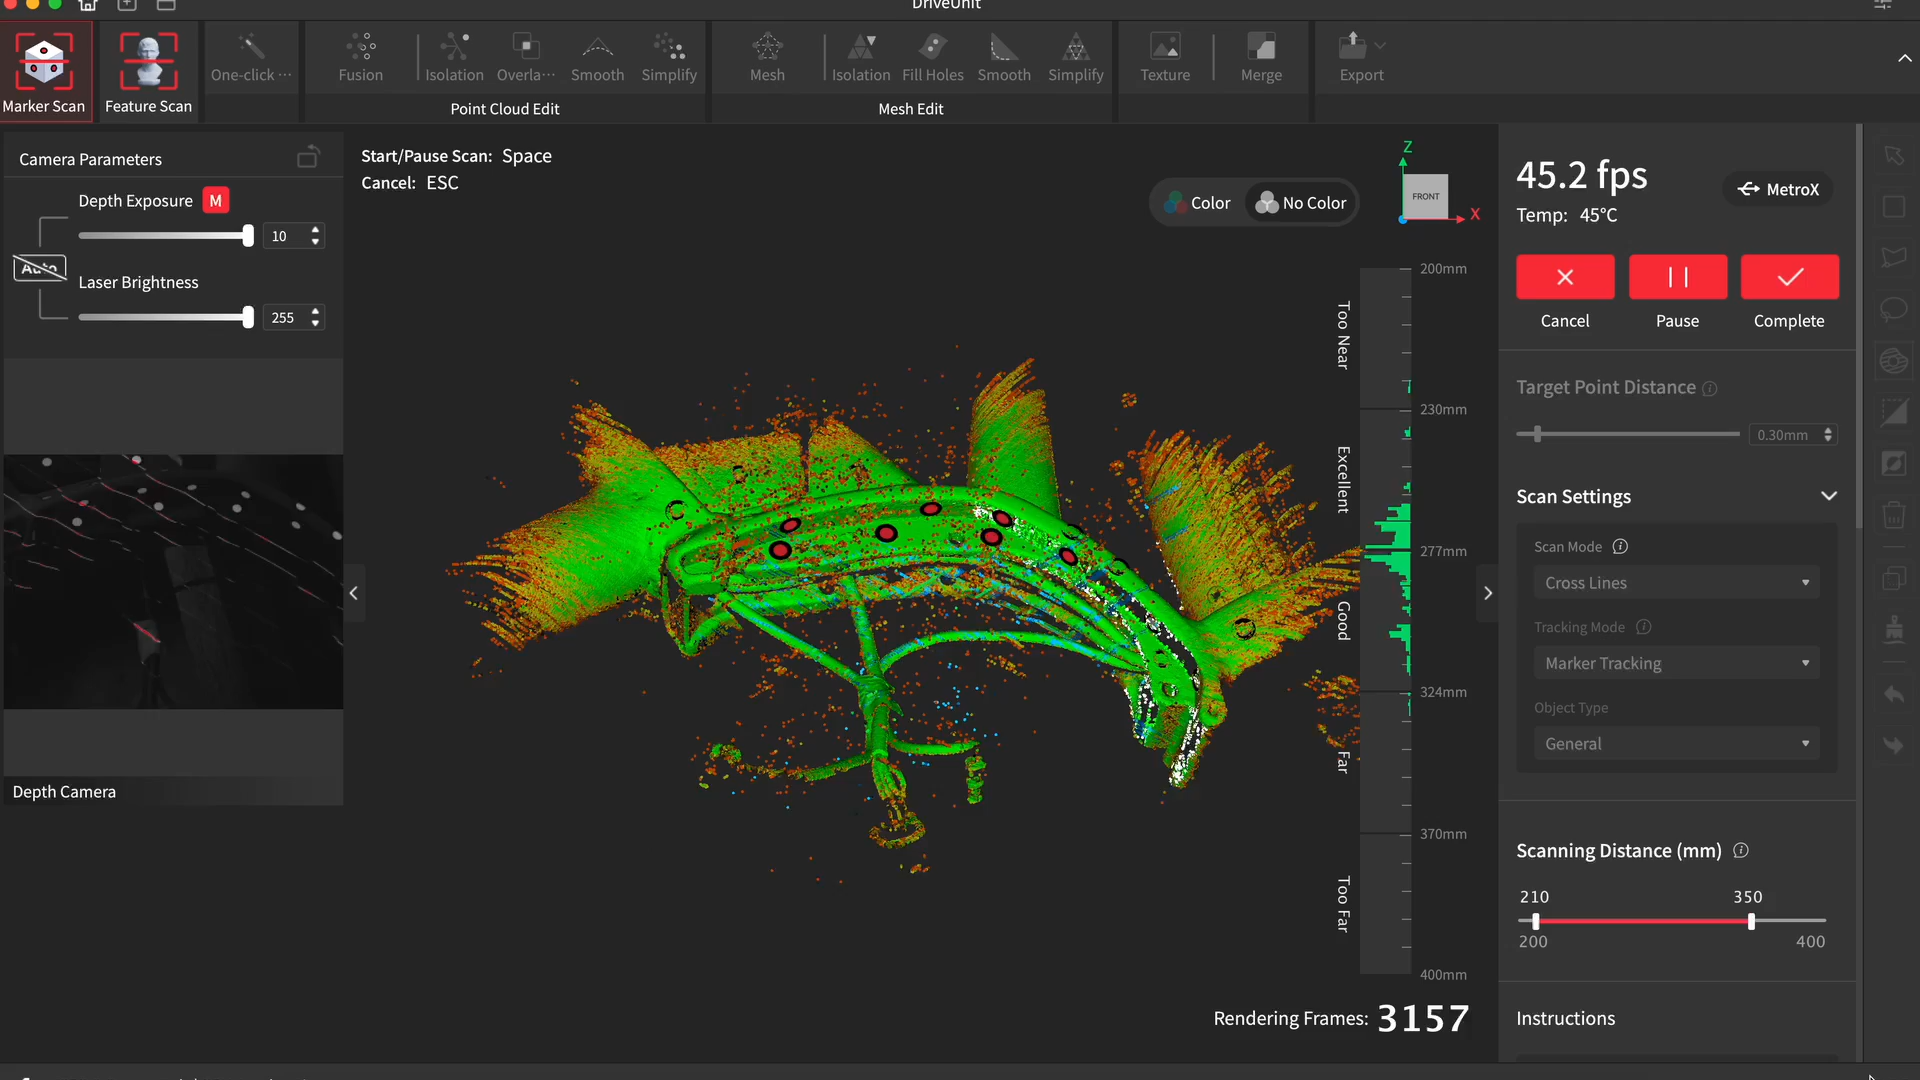 DriveUnit
Marker Scan
Feature Scan
One-click ···
Fusion
Isolation
Overla···
Smooth
Simplify
Point Cloud Edit
Mesh
Isolation
Fill Holes
Smooth
Simplify
Mesh Edit
Texture
Merge
Export
Camera Parameters
Depth Exposure M
10
Auto
Laser Brightness
255
Depth Camera
Start/Pause Scan: Space
Cancel: ESC
Color
No Color
Z
FRONT
X
200mm
Too Near
230mm
Excellent
277mm
Good
324mm
Far
370mm
Too Far
400mm
Rendering Frames: 3157
45.2 fps
MetroX
Temp: 45°C
Cancel
Pause
Complete
Target Point Distance
0.30mm
Scan Settings
Scan Mode
Cross Lines
Tracking Mode
Marker Tracking
Object Type
General
Scanning Distance (mm)
210 350
200 400
Instructions